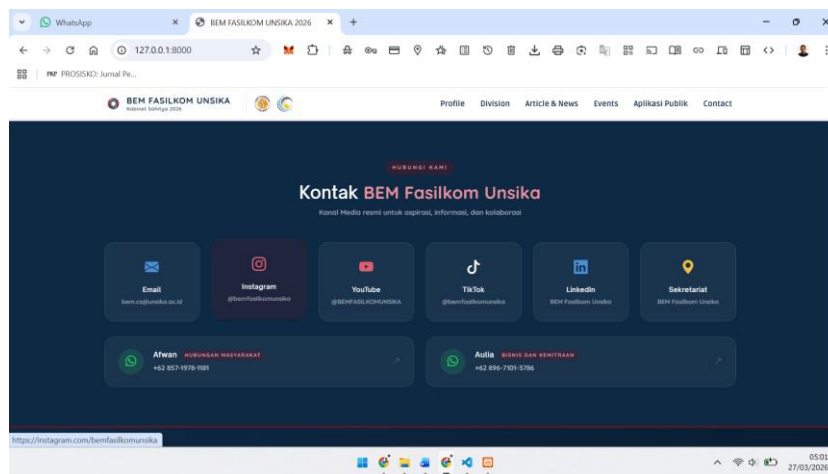 WhatsApp
BEM FASILKOM UNSIKA 2026
127.0.0.1:8000
PKP PROSISKO: Jurnal Pe...
BEM FASILKOM UNSIKA
Kabinet Sahitya 2026
Profile Division Article & News Events Aplikasi Publik Contact
HUBUNGI KAMI
Kontak BEM Fasilkom Unsika
Kanal Media resmi untuk aspirasi, informasi, dan kolaborasi
Email
bem.cs@unsika.ac.id
Instagram
@bemfasilkomunsika
YouTube
@BEMFASILKOMUNSIKA
TikTok
@bemfasilkomunsika
LinkedIn
BEM Fasilkom Unsika
Sekretariat
BEM Fasilkom Unsika
Afwan HUBUNGAN MASYARAKAT
+62 857-1978-1181
Aulia BISNIS DAN KEMITRAAN
+62 896-7101-3786
https://instagram.com/bemfasilkomunsika
05:01
27/03/2026